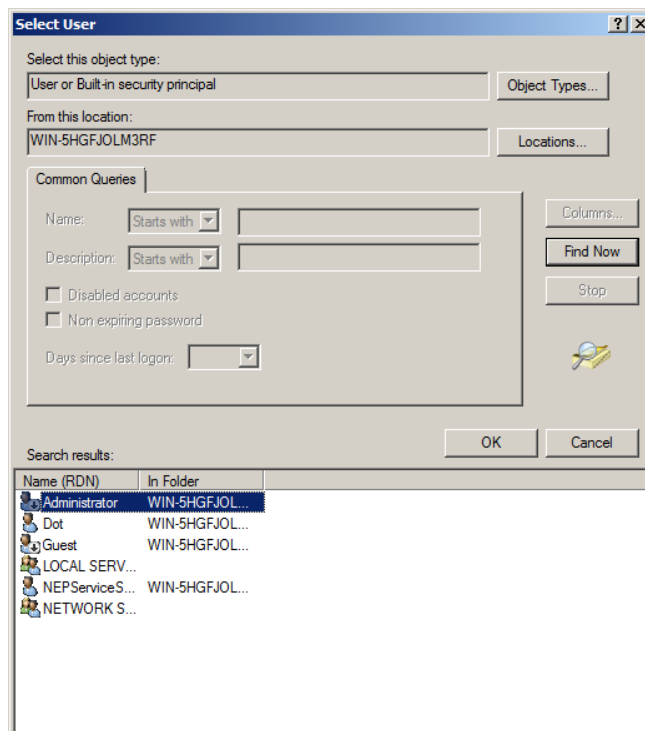 Select User
Select this object type:
User or Built-in security principal
Object Types...
From this location:
WIN-5HGFJOLM3RF
Locations...
Common Queries
Name:
Starts with
Columns...
Description:
Starts with
Find Now
Disabled accounts
Stop
Non expiring password
Days since last logon:
OK
Cancel
Search results:
Name (RDN) In Folder
Administrator WIN-5HGFJOL...
Dot WIN-5HGFJOL...
Guest WIN-5HGFJOL...
LOCAL SERV...
NEPServiceS... WIN-5HGFJOL...
NETWORK S...